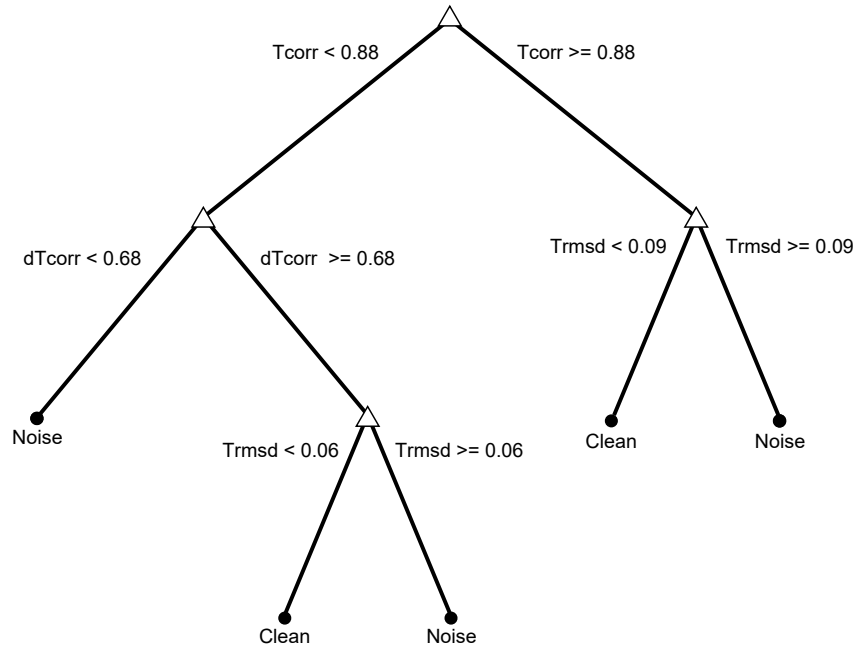 Tcorr < 0.88
Tcorr >= 0.88
dTcorr < 0.68
dTcorr >= 0.68
Trmsd < 0.09
Trmsd >= 0.09
Noise
Trmsd < 0.06
Trmsd >= 0.06
Clean
Noise
Clean
Noise